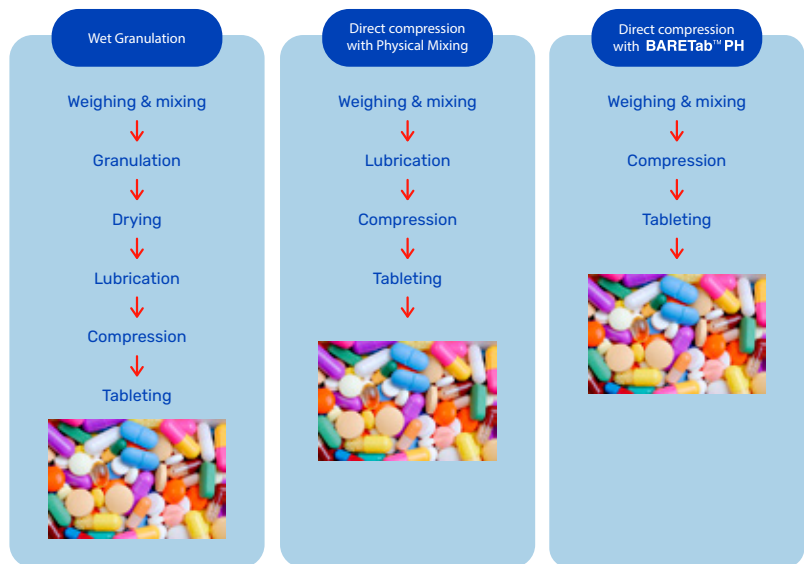 Wet Granulation
Weighing & mixing
Granulation
Drying
Lubrication
Compression
Tableting
Direct compression
with Physical Mixing
Weighing & mixing
Lubrication
Compression
Tableting
Direct compression
with BARETab™ PH
Weighing & mixing
Compression
Tableting